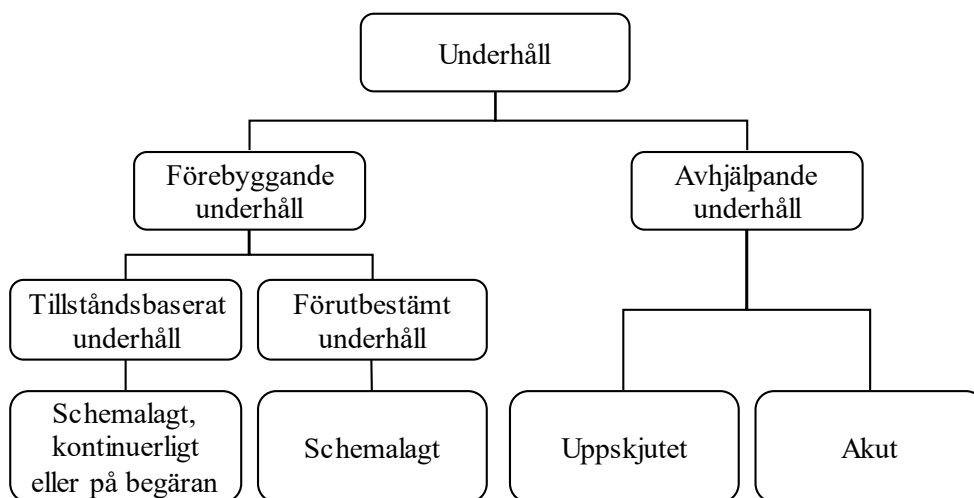 Underhåll
Förebyggande
underhåll
Avhjälpande
underhåll
Tillståndsbaserat
underhåll
Förutbestämt
underhåll
Schemalagt,
kontinuerligt
eller på begäran
Schemalagt
Uppskjutet
Akut